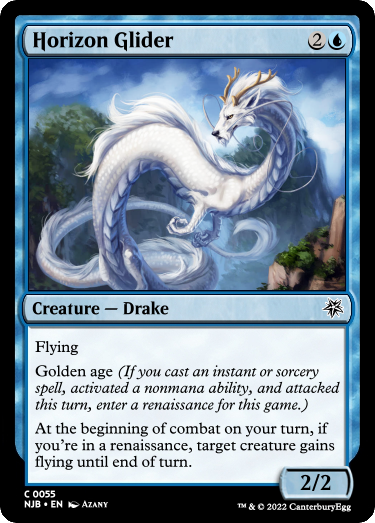 Horizon Glider 2
Creature — Drake
Flying
Golden age (If you cast an instant or sorcery
spell, activated a nonmana ability, and attacked
this turn, enter a renaissance for this game.)
At the beginning of combat on your turn, if
you're in a renaissance, target creature gains
flying until end of turn.
2/2
C 0055
NJB • EN Azany
™ & © 2022 CanterburyEgg